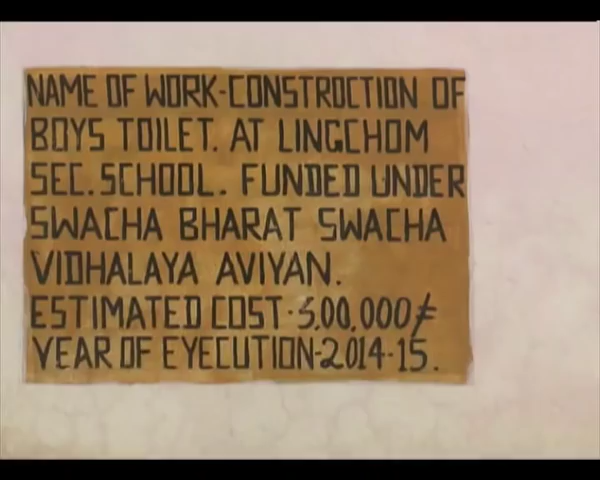 NAME OF WORK-CONSTROCTION OF
BOYS TOILET. AT LINGCHOM
SEC. SCHOOL. FUNDED UNDER
SWACHA BHARAT SWACHA
VIDHALAYA AVIYAN.
ESTIMATED COST-3,00,000/=
YEAR OF EYECUTION-2014-15.